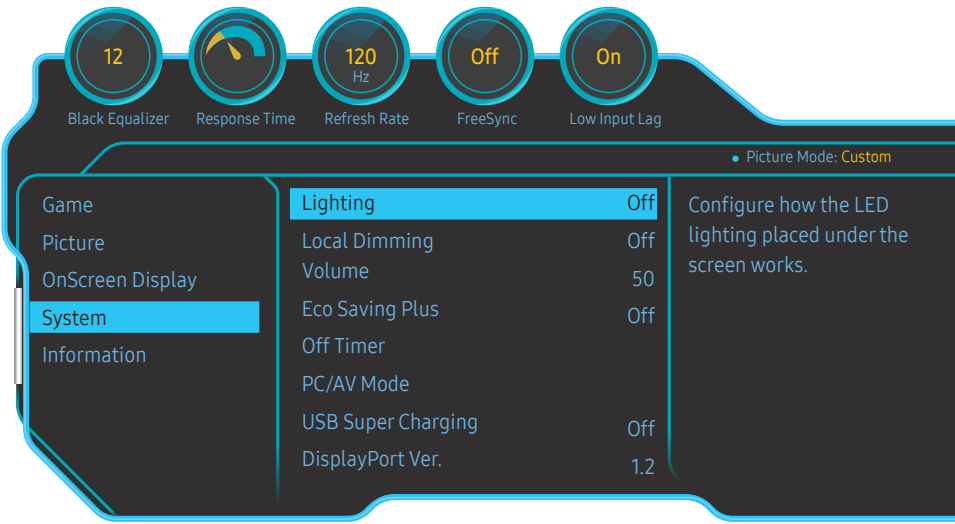 12
120
Hz
Off
On
Black Equalizer
Response Time
Refresh Rate
FreeSync
Low Input Lag
Picture Mode: Custom
Game
Picture
OnScreen Display
System
Information
Lighting Off
Local Dimming Off
Volume 50
Eco Saving Plus Off
Off Timer
PC/AV Mode
USB Super Charging Off
DisplayPort Ver. 1.2
Configure how the LED
lighting placed under the
screen works.